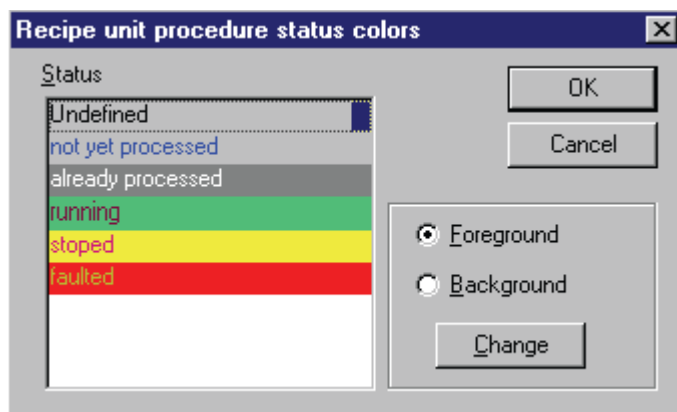 Recipe unit procedure status colors
Status
Undefined
not yet processed
already processed
running
stoped
faulted
OK
Cancel
Foreground
Background
Change